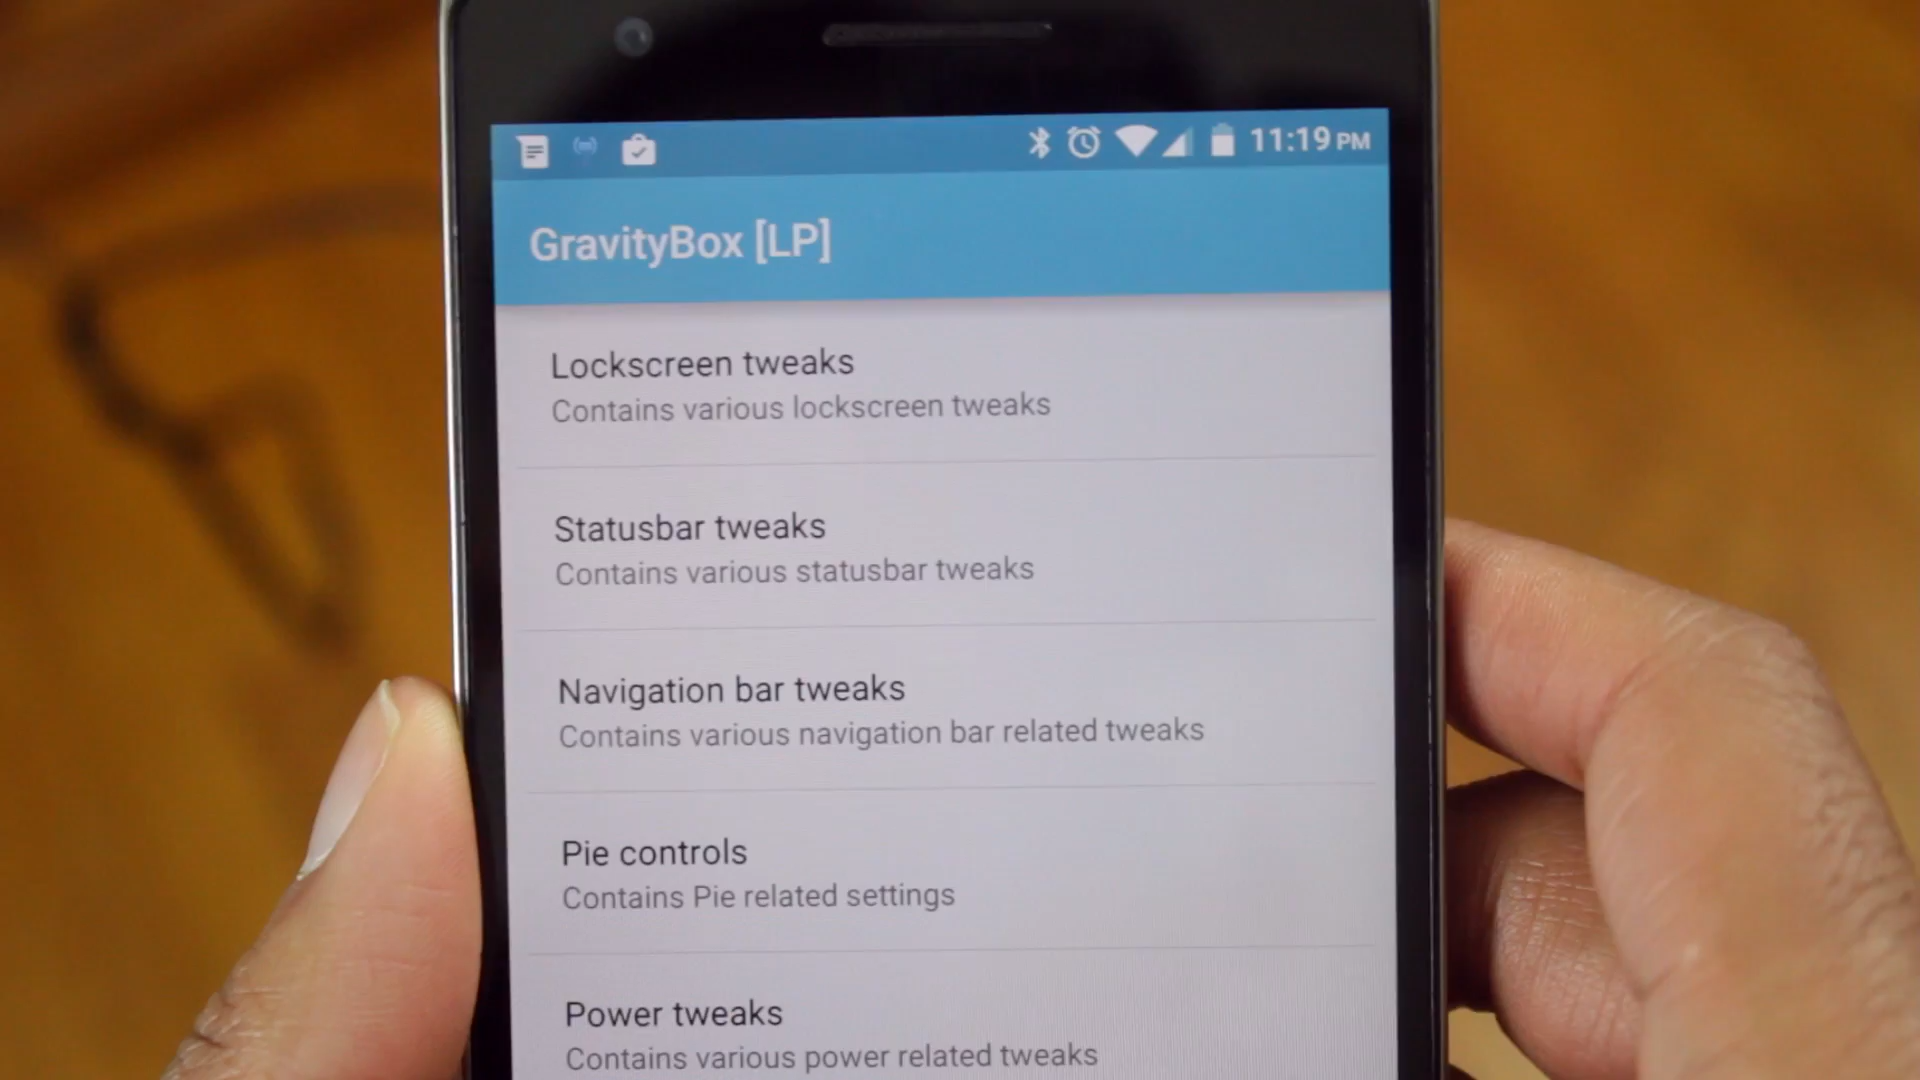 11:19 PM
GravityBox [LP]
Lockscreen tweaks
Contains various lockscreen tweaks
Statusbar tweaks
Contains various statusbar tweaks
Navigation bar tweaks
Contains various navigation bar related tweaks
Pie controls
Contains Pie related settings
Power tweaks
Contains various power related tweaks